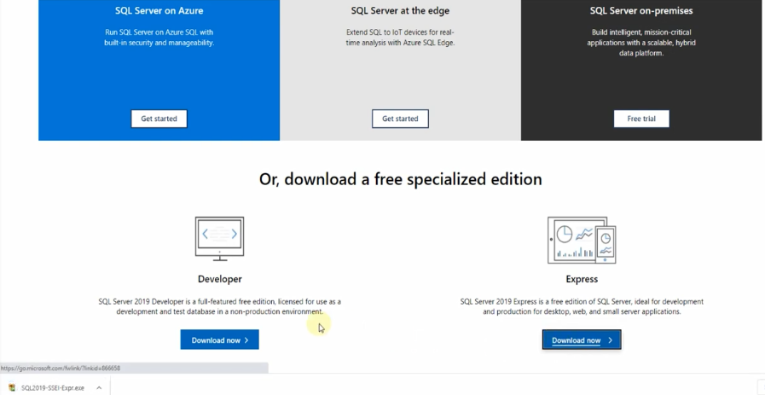 SQL Server on Azure
Run SQL Server on Azure SQL with
built-in security and manageability.
Get started
SQL Server at the edge
Extend SQL to IoT devices for real-
time analysis with Azure SQL Edge.
Get started
SQL Server on-premises
Build intelligent, mission-critical
applications with a scalable, hybrid
data platform.
Free trial
Or, download a free specialized edition
Developer
SQL Server 2019 Developer is a full-featured free edition, licensed for use as a
development and test database in a non-production environment.
Download now
Express
SQL Server 2019 Express is a free edition of SQL Server, ideal for development
and production for desktop, web, and small server applications.
Download now
https://go.microsoft.com/fwlink/?linkid=866658
SQL2019-SSEI-Expr.exe